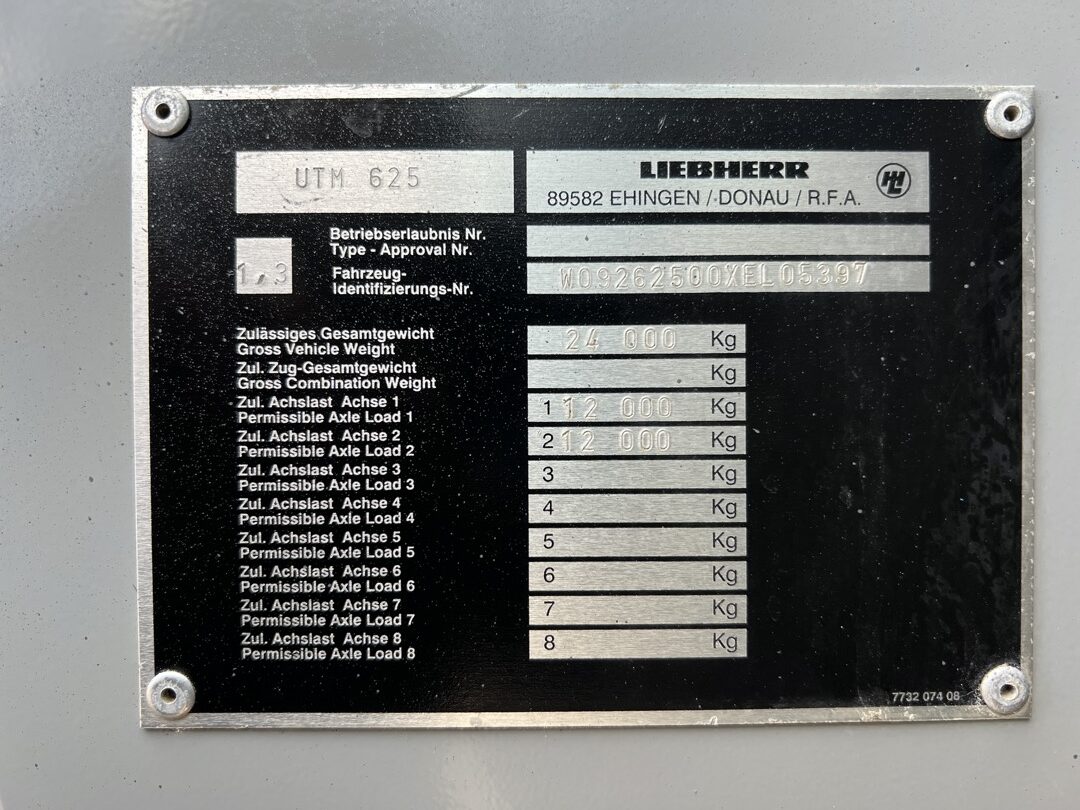 UTM 625
LIEBHERR
89582 EHINGEN / DONAU / R.F.A.
Betriebserlaubnis Nr.
Type - Approval Nr.
1,3
Fahrzeug-
Identifizierungs-Nr.
W09262500XEL05397
Zulässiges Gesamtgewicht
Gross Vehicle Weight
24 000 Kg
Zul. Zug-Gesamtgewicht
Gross Combination Weight
Kg
Zul. Achslast Achse 1
Permissible Axle Load 1
1 12 000 Kg
Zul. Achslast Achse 2
Permissible Axle Load 2
2 12 000 Kg
Zul. Achslast Achse 3
Permissible Axle Load 3
3 Kg
Zul. Achslast Achse 4
Permissible Axle Load 4
4 Kg
Zul. Achslast Achse 5
Permissible Axle Load 5
5 Kg
Zul. Achslast Achse 6
Permissible Axle Load 6
6 Kg
Zul. Achslast Achse 7
Permissible Axle Load 7
7 Kg
Zul. Achslast Achse 8
Permissible Axle Load 8
8 Kg
7732 074 08